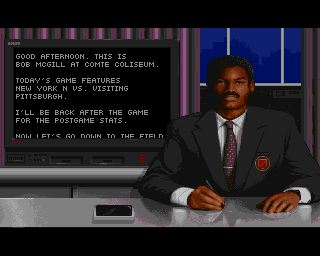 GOOD AFTERNOON. THIS IS
BOB MCGILL AT COMTE COLISEUM.
TODAY'S GAME FEATURES
NEW YORK N VS. VISITING
PITTSBURGH.
I'LL BE BACK AFTER THE GAME
FOR THE POSTGAME STATS.
NOW LET'S GO DOWN TO THE FIELD